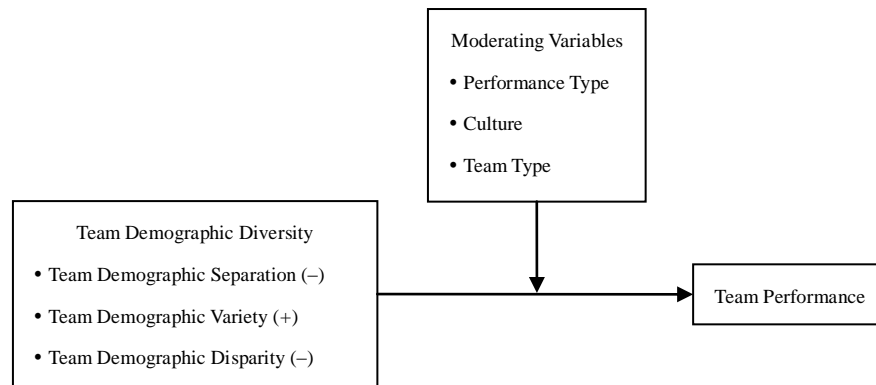 Moderating Variables
• Performance Type
• Culture
• Team Type
Team Demographic Diversity
• Team Demographic Separation (–)
• Team Demographic Variety (+)
• Team Demographic Disparity (–)
Team Performance